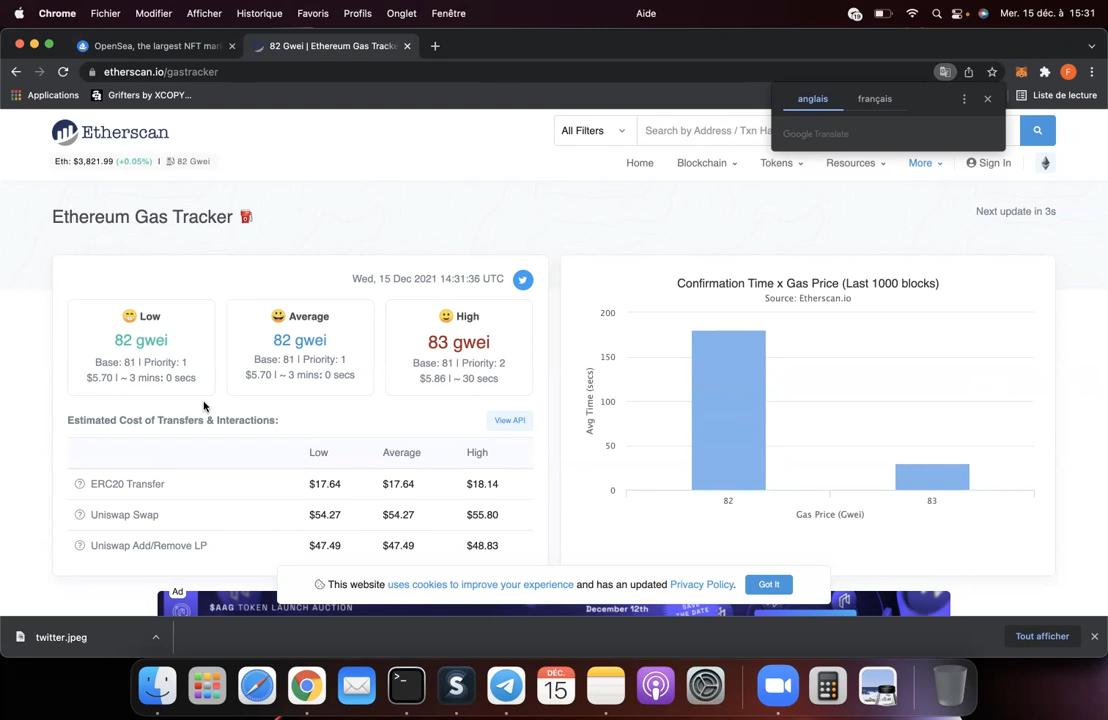 Chrome Fichier Modifier Afficher Historique Favoris Profils Onglet Fenêtre Aide 19 Mer. 15 déc. à 15:31
OpenSea, the largest NFT mar 82 Gwei | Ethereum Gas Tracke
etherscan.io/gastracker F
Applications Grifters by XCOPY... Liste de lecture
anglais français
Google Translate
Etherscan
All Filters Search by Address / Txn Ha
Eth: $3,821.99 (+0.05%) | 82 Gwei
Home Blockchain Tokens Resources More Sign In
Ethereum Gas Tracker
Next update in 3s
Wed, 15 Dec 2021 14:31:36 UTC
Low
82 gwei
Base: 81 | Priority: 1
$5.70 | ~ 3 mins: 0 secs
Average
82 gwei
Base: 81 | Priority: 1
$5.70 | ~ 3 mins: 0 secs
High
83 gwei
Base: 81 | Priority: 2
$5.86 | ~ 30 secs
Estimated Cost of Transfers & Interactions:
View API
Low Average High
ERC20 Transfer $17.64 $17.64 $18.14
Uniswap Swap $54.27 $54.27 $55.80
Uniswap Add/Remove LP $47.49 $47.49 $48.83
Confirmation Time x Gas Price (Last 1000 blocks)
Source: Etherscan.io
Avg Time (secs)
200
150
100
50
0
82 83
Gas Price (Gwei)
This website uses cookies to improve your experience and has an updated Privacy Policy.
Got It
Ad
$AAG TOKEN LAUNCH AUCTION
December 12th
SAVE
THE DATE
twitter.jpeg
Tout afficher
DÉC.
15